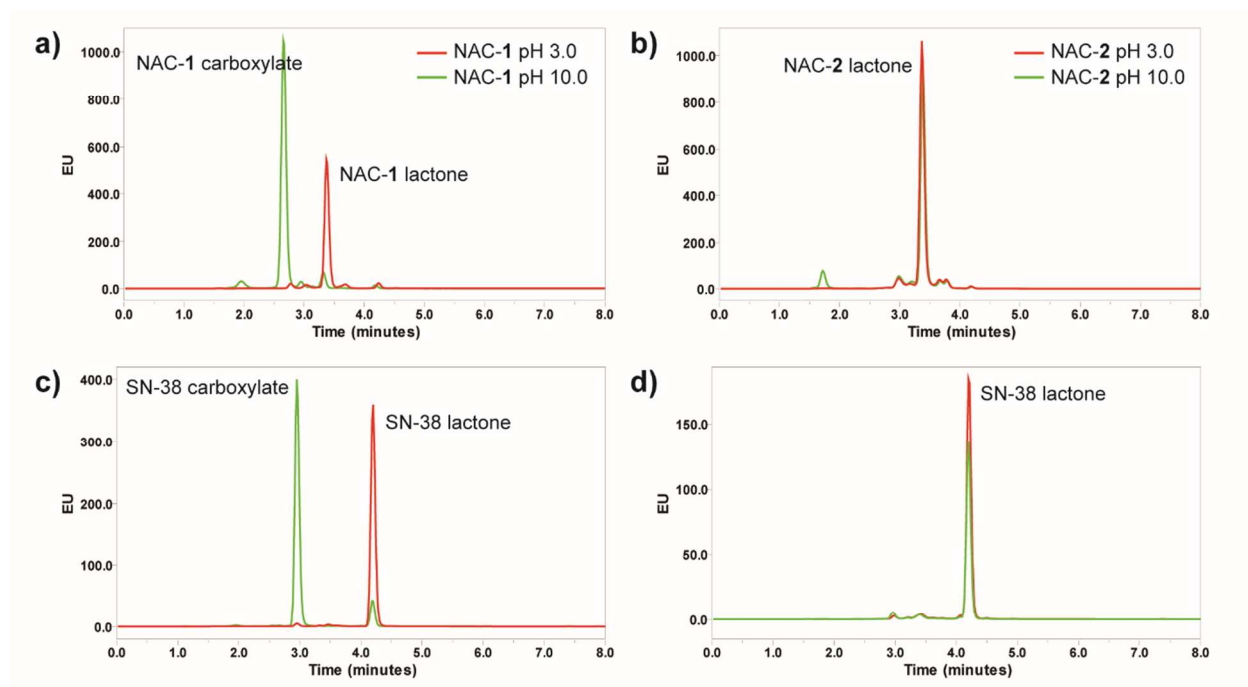 a)
NAC-1 carboxylate
NAC-1 pH 3.0
NAC-1 pH 10.0
NAC-1 lactone
EU
1000.0
800.0
600.0
400.0
200.0
0.0
0.0 1.0 2.0 3.0 4.0 5.0 6.0 7.0 8.0
Time (minutes)
b)
NAC-2 lactone
NAC-2 pH 3.0
NAC-2 pH 10.0
EU
1000.0
800.0
600.0
400.0
200.0
0.0
0.0 1.0 2.0 3.0 4.0 5.0 6.0 7.0 8.0
Time (minutes)
c)
SN-38 carboxylate
SN-38 lactone
EU
400.0
300.0
200.0
100.0
0.0
0.0 1.0 2.0 3.0 4.0 5.0 6.0 7.0 8.0
Time (minutes)
d)
SN-38 lactone
EU
150.0
100.0
50.0
0.0
0.0 1.0 2.0 3.0 4.0 5.0 6.0 7.0 8.0
Time (minutes)